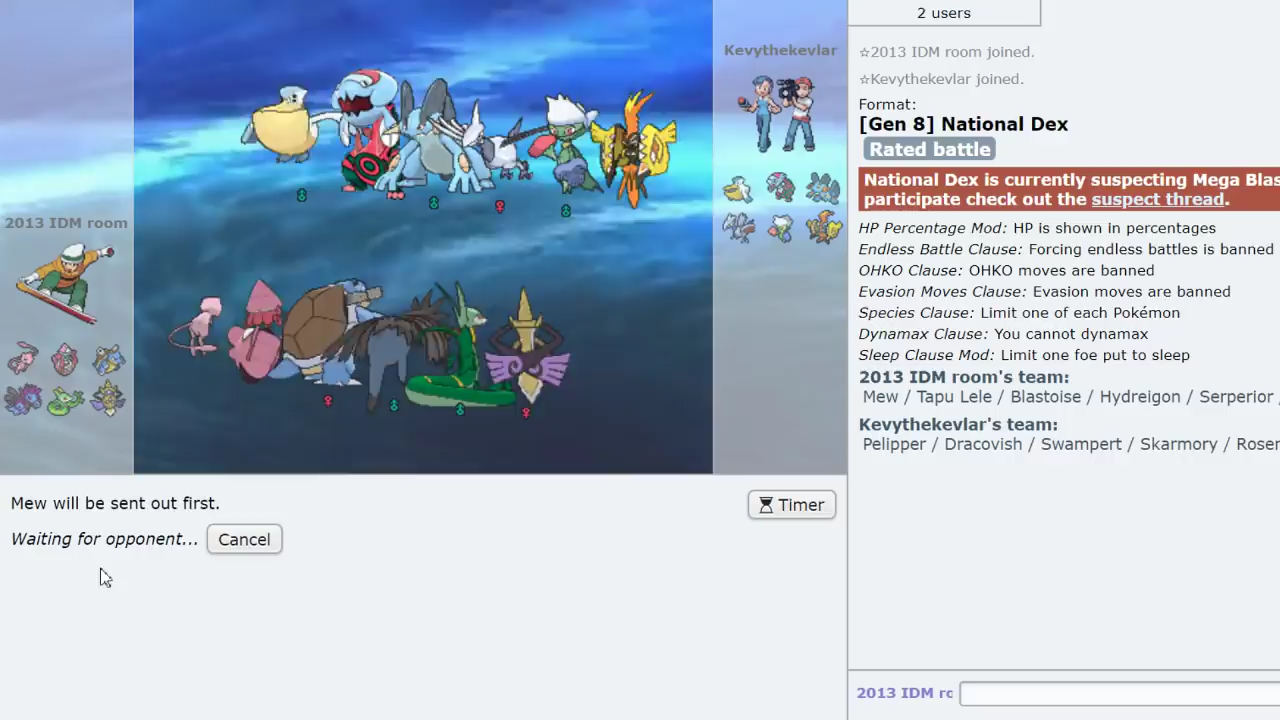 2 users
Kevythekevlar
☆2013 IDM room joined.
☆Kevythekevlar joined.
Format:
[Gen 8] National Dex
Rated battle
National Dex is currently suspecting Mega Blas
participate check out the suspect thread.
2013 IDM room
HP Percentage Mod: HP is shown in percentages
Endless Battle Clause: Forcing endless battles is banned
OHKO Clause: OHKO moves are banned
Evasion Moves Clause: Evasion moves are banned
Species Clause: Limit one of each Pokémon
Dynamax Clause: You cannot dynamax
Sleep Clause Mod: Limit one foe put to sleep
2013 IDM room's team:
Mew / Tapu Lele / Blastoise / Hydreigon / Serperior /
Kevythekevlar's team:
Pelipper / Dracovish / Swampert / Skarmory / Roser
Mew will be sent out first.
Timer
Waiting for opponent... Cancel
2013 IDM ro